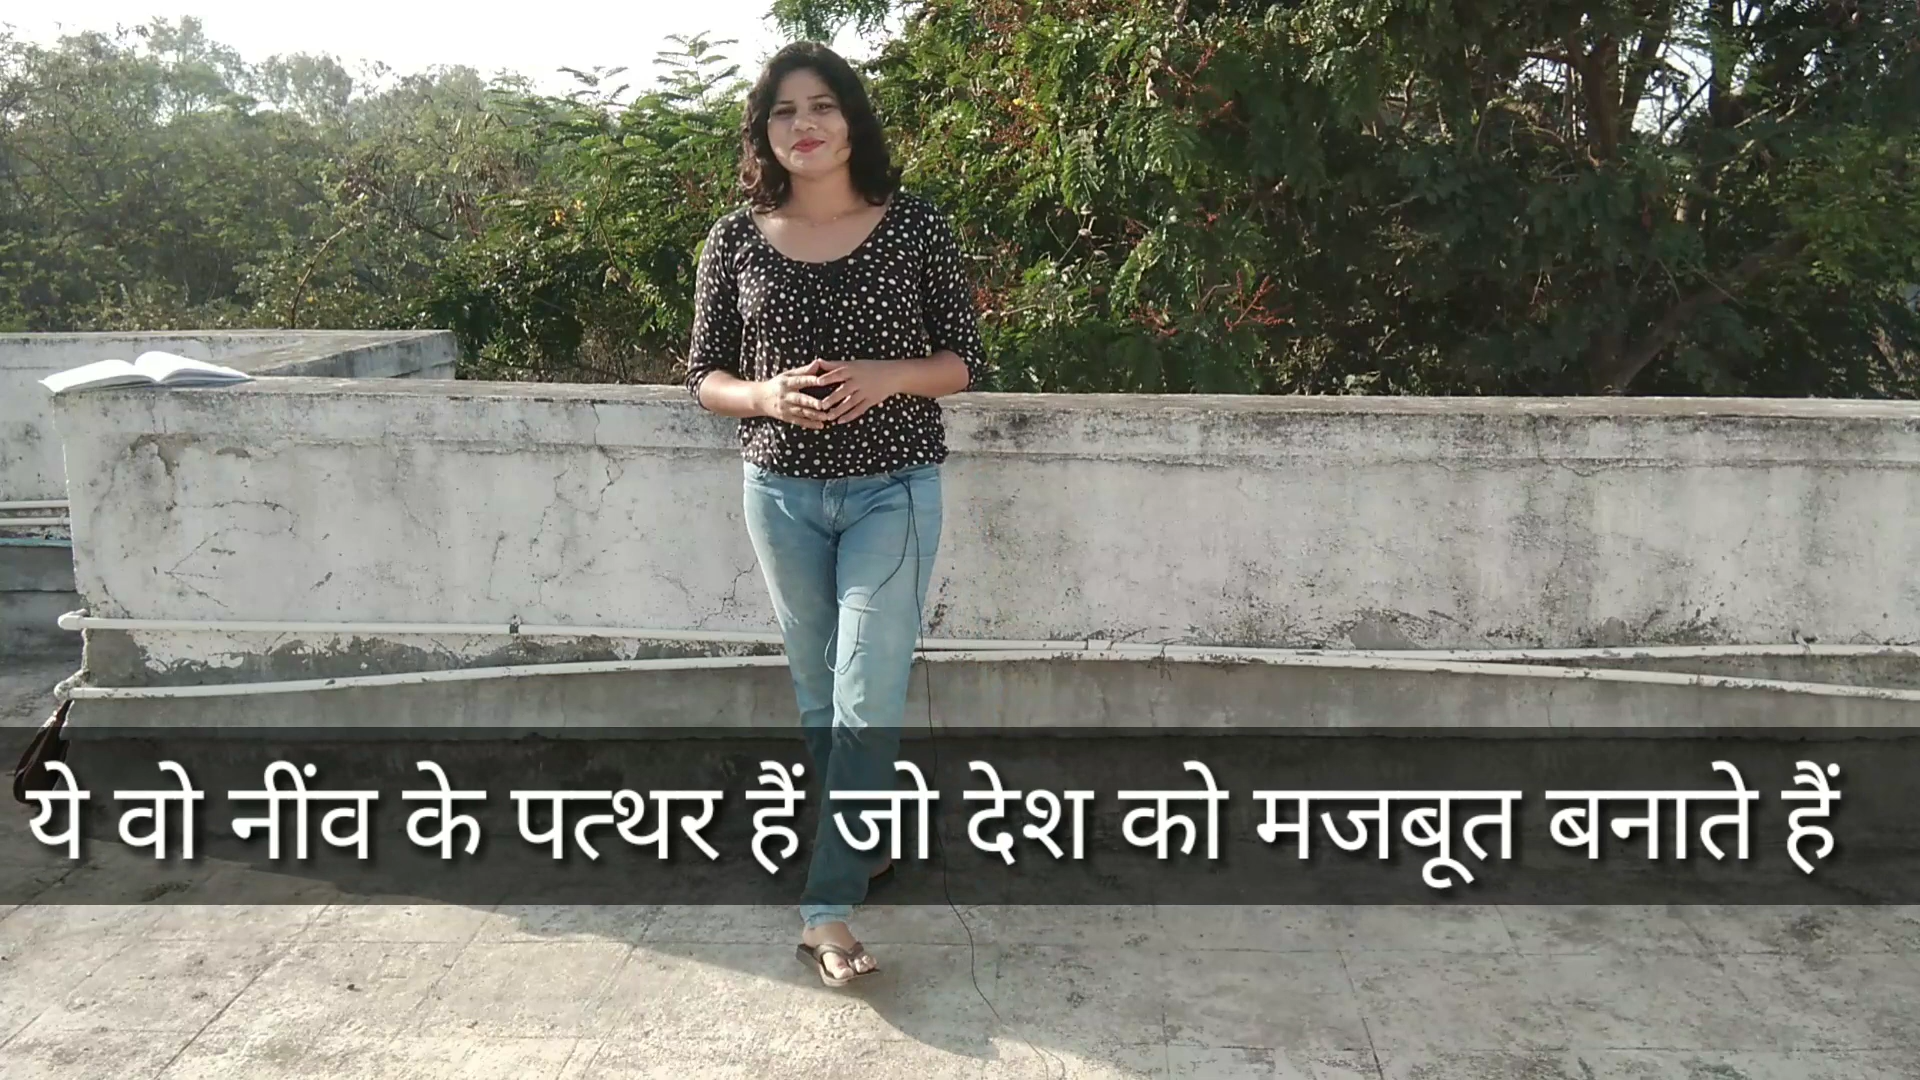 ये वो नींव के पत्थर हैं जो देश को मजबूत बनाते हैं